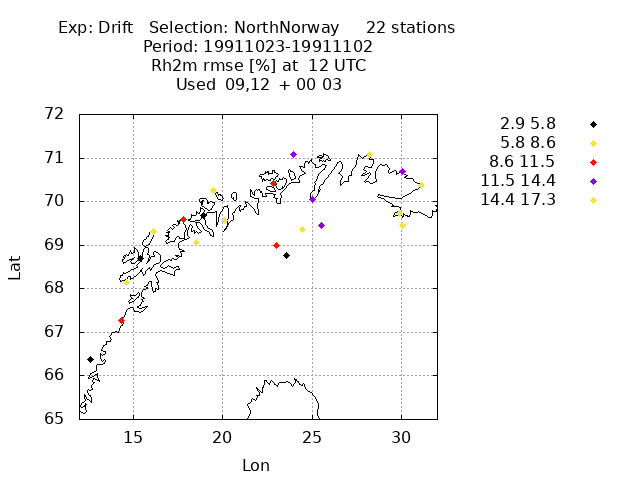 Exp: Drift   Selection: NorthNorway     22 stations
Period: 19911023-19911102
Rh2m rmse [%] at  12 UTC
Used  09,12  + 00 03
72
71
70
69
68
67
66
65
15
20
25
30
Lat
Lon
2.9 5.8
5.8 8.6
8.6 11.5
11.5 14.4
14.4 17.3